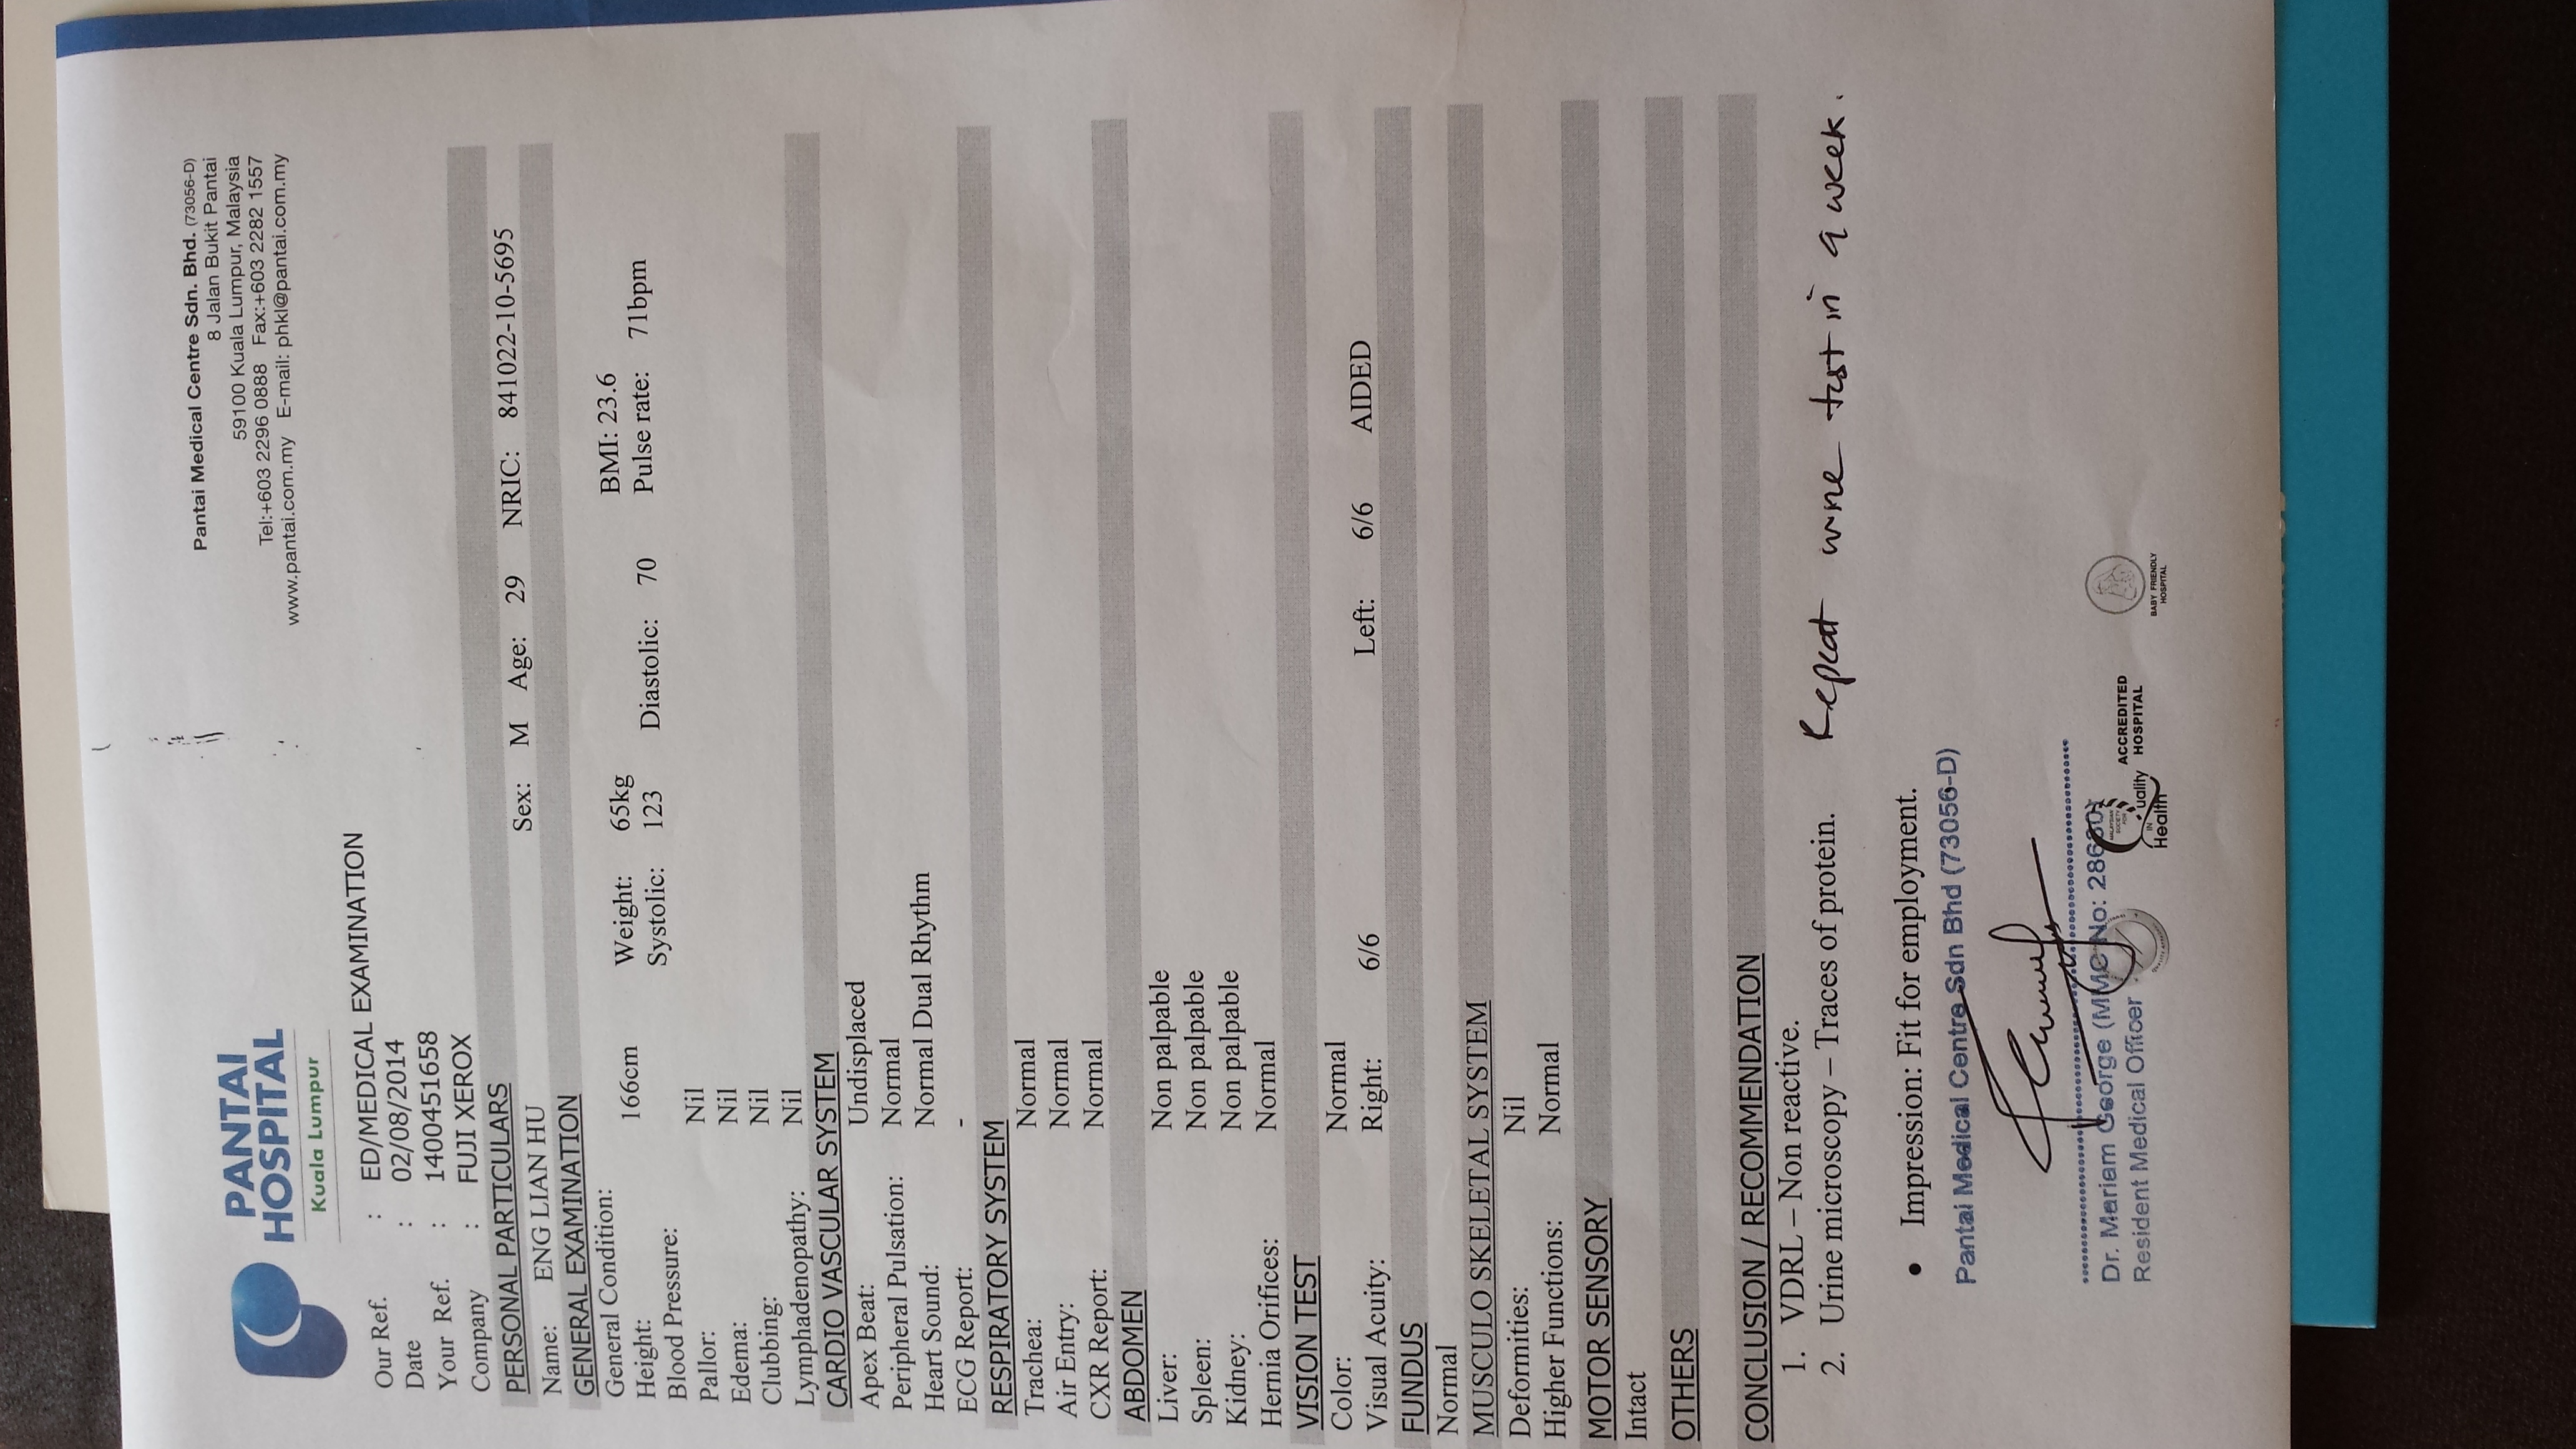 PANTAI
HOSPITAL
Kuala Lumpur
Pantai Medical Centre Sdn. Bhd. (73056-D)
8 Jalan Bukit Pantai
59100 Kuala Lumpur, Malaysia
Tel:+603 2296 0888 Fax:+603 2282 1557
www.pantai.com.my E-mail: phkl@pantai.com.my
Our Ref. : ED/MEDICAL EXAMINATION
Date : 02/08/2014
Your Ref. : 1400451658
Company : FUJI XEROX
PERSONAL PARTICULARS
Name: ENG LIAN HU Sex: M Age: 29 NRIC: 841022-10-5695
GENERAL EXAMINATION
General Condition:
Height: 166cm Weight: 65kg BMI: 23.6
Blood Pressure: Systolic: 123 Diastolic: 70 Pulse rate: 71bpm
Pallor: Nil
Edema: Nil
Clubbing: Nil
Lymphadenopathy: Nil
CARDIO VASCULAR SYSTEM
Apex Beat: Undisplaced
Peripheral Pulsation: Normal
Heart Sound: Normal Dual Rhythm
ECG Report: -
RESPIRATORY SYSTEM
Trachea: Normal
Air Entry: Normal
CXR Report: Normal
ABDOMEN
Liver: Non palpable
Spleen: Non palpable
Kidney: Non palpable
Hernia Orifices: Normal
VISION TEST
Color: Normal
Visual Acuity: Right: 6/6 Left: 6/6 AIDED
FUNDUS
Normal
MUSCULO SKELETAL SYSTEM
Deformities: Nil
Higher Functions: Normal
MOTOR SENSORY
Intact
OTHERS
CONCLUSION / RECOMMENDATION
1. VDRL – Non reactive.
2. Urine microscopy – Traces of protein. Repeat urine test in a week.
• Impression: Fit for employment.
Pantai Medical Centre Sdn Bhd (73056-D)
Dr. Mariam George (MMC No:
Resident Medical Officer
MALAYSIAN
SOCIETY
FOR
Quality
IN
Health
ACCREDITED
HOSPITAL
BABY FRIENDLY
HOSPITAL